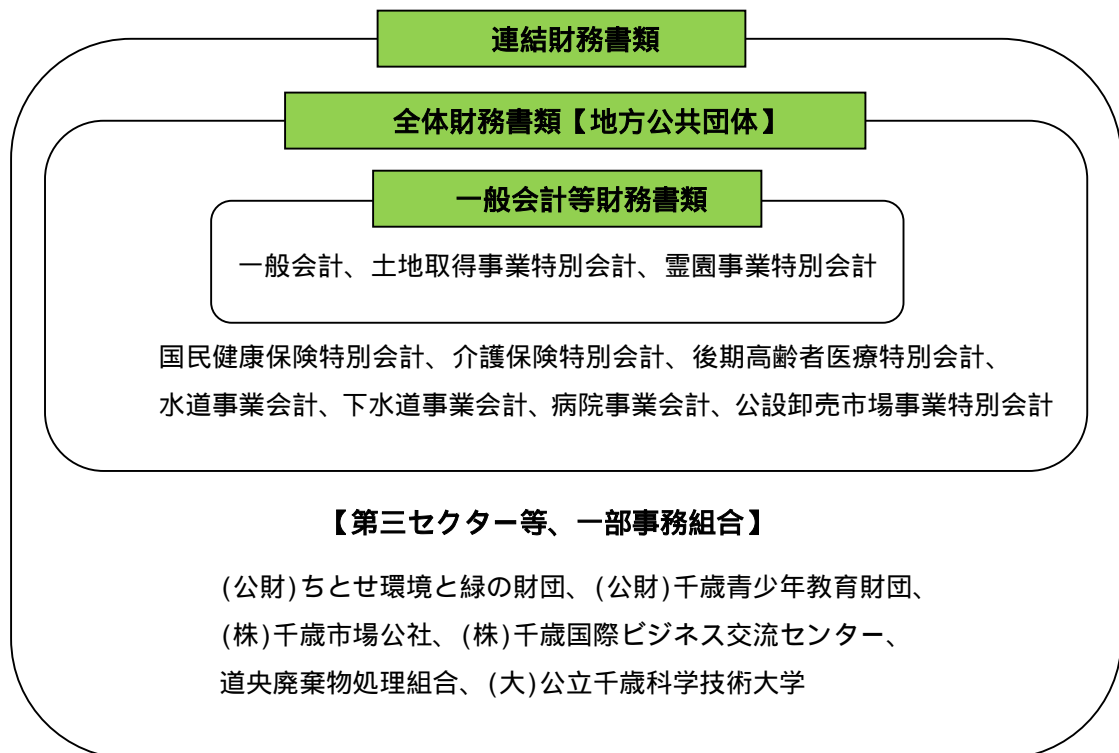 連結財務書類
全体財務書類【地方公共団体】
一般会計等財務書類
一般会計、土地取得事業特別会計、霊園事業特別会計
国民健康保険特別会計、介護保険特別会計、後期高齢者医療特別会計、
水道事業会計、下水道事業会計、病院事業会計、公設卸売市場事業特別会計
【第三セクター等、一部事務組合】
(公財)ちとせ環境と緑の財団、(公財)千歳青少年教育財団、
(株)千歳市場公社、(株)千歳国際ビジネス交流センター、
道央廃棄物処理組合、(大)公立千歳科学技術大学